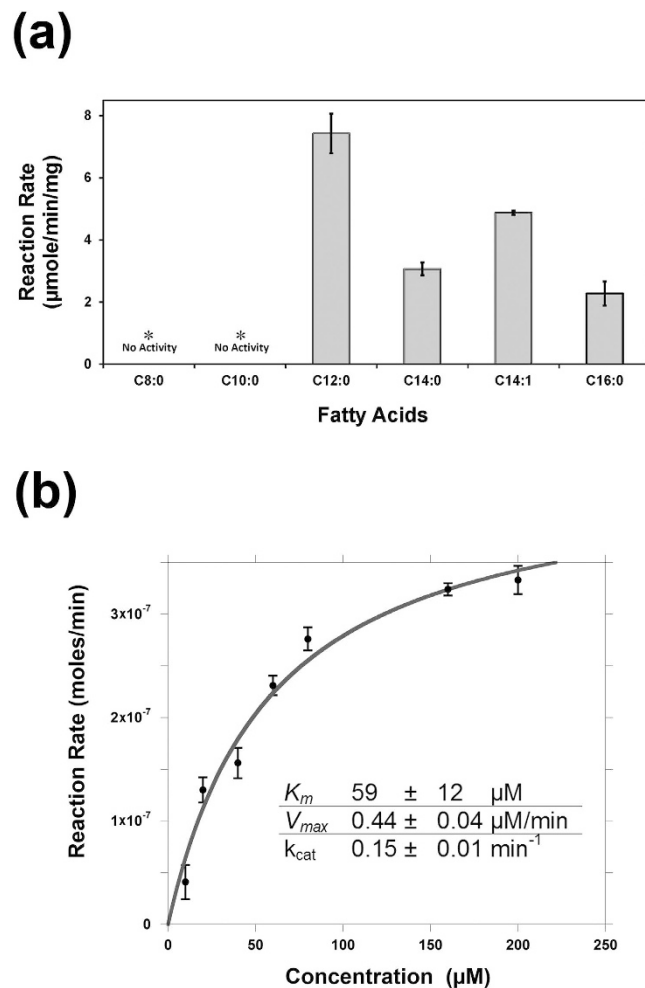 (a)
Reaction Rate
(µmole/min/mg)
8
6
4
2
0
*
No Activity
*
No Activity
C8:0 C10:0 C12:0 C14:0 C14:1 C16:0
Fatty Acids
(b)
Reaction Rate (moles/min)
3x10⁻⁷
2x10⁻⁷
1x10⁻⁷
0
Km 59 ± 12 µM
Vmax 0.44 ± 0.04 µM/min
kcat 0.15 ± 0.01 min⁻¹
0 50 100 150 200 250
Concentration (µM)